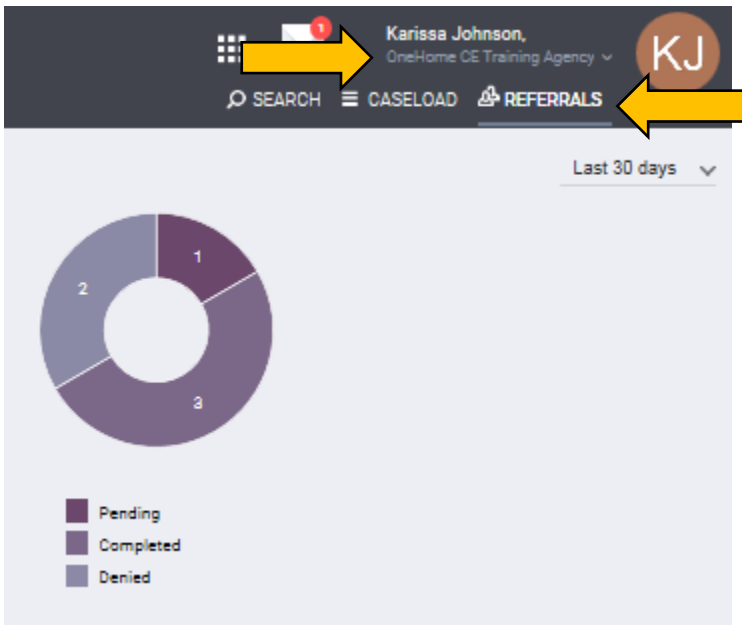 1
Karissa Johnson,
OneHome CE Training Agency
KJ
SEARCH
CASELOAD
REFERRALS
Last 30 days
1
2
3
Pending
Completed
Denied